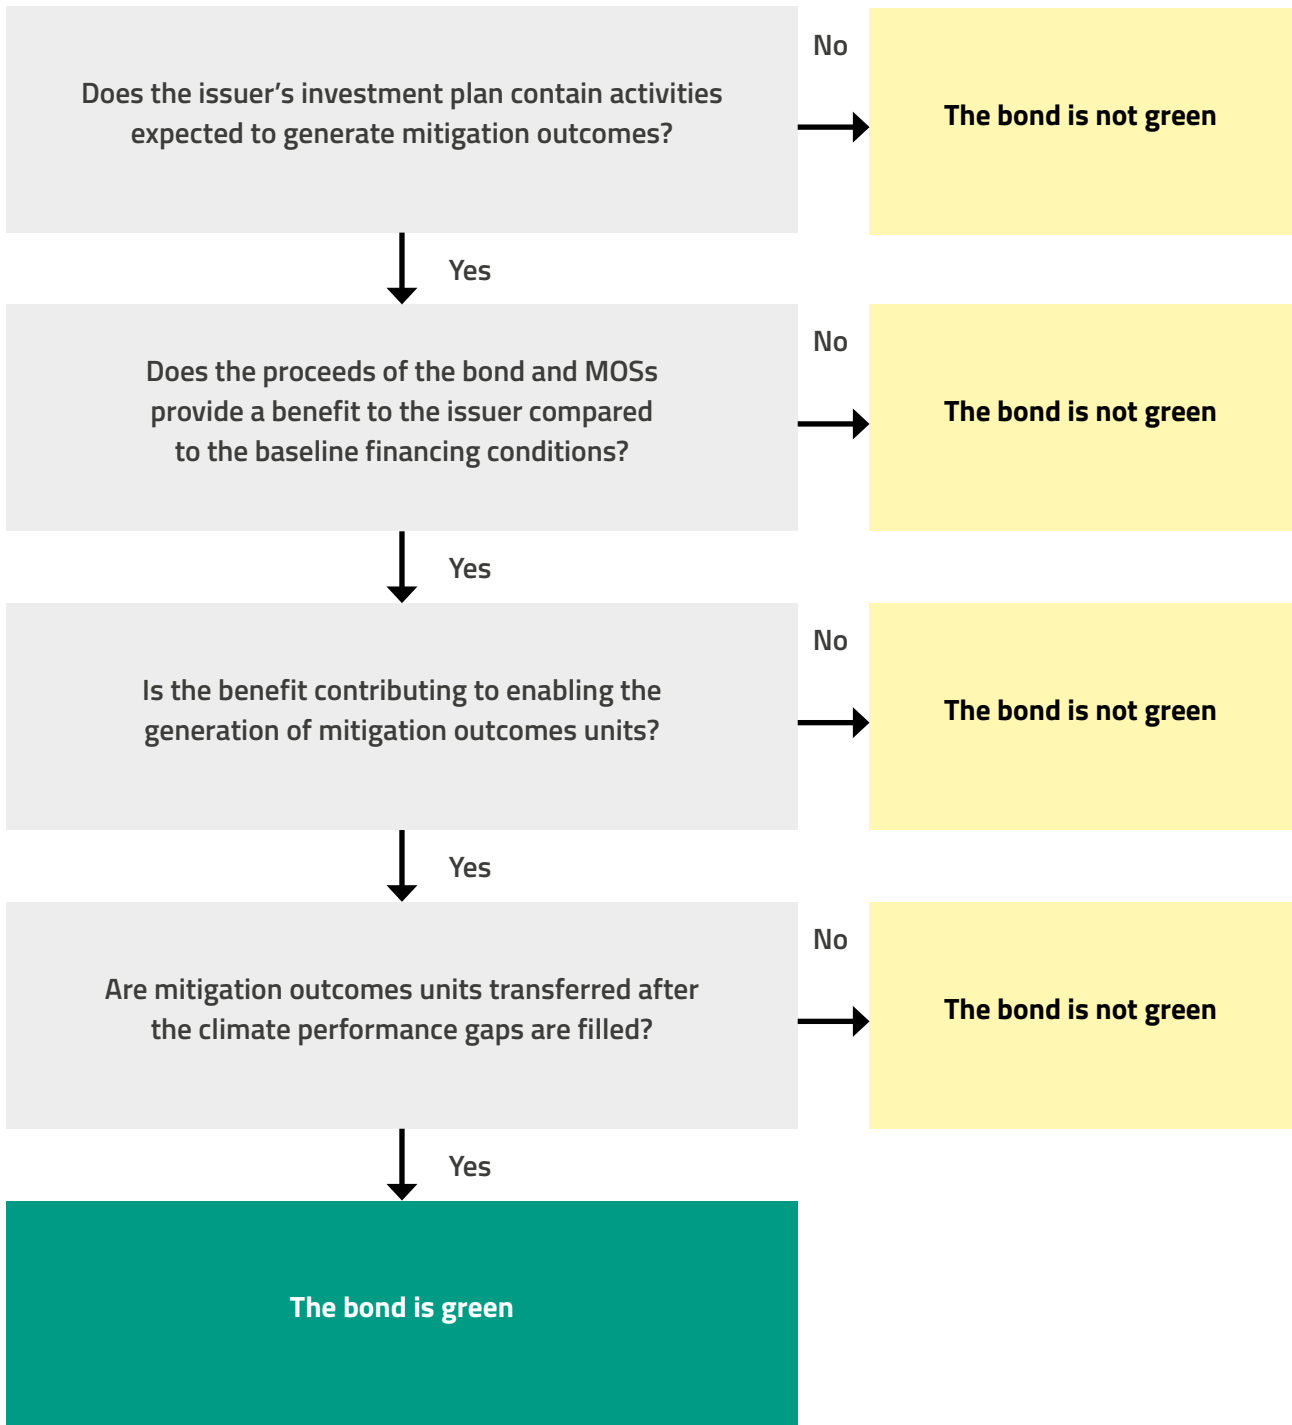 Does the issuer’s investment plan contain activities
expected to generate mitigation outcomes?
No
The bond is not green
Yes
Does the proceeds of the bond and MOSs
provide a benefit to the issuer compared
to the baseline financing conditions?
No
The bond is not green
Yes
Is the benefit contributing to enabling the
generation of mitigation outcomes units?
No
The bond is not green
Yes
Are mitigation outcomes units transferred after
the climate performance gaps are filled?
No
The bond is not green
Yes
The bond is green